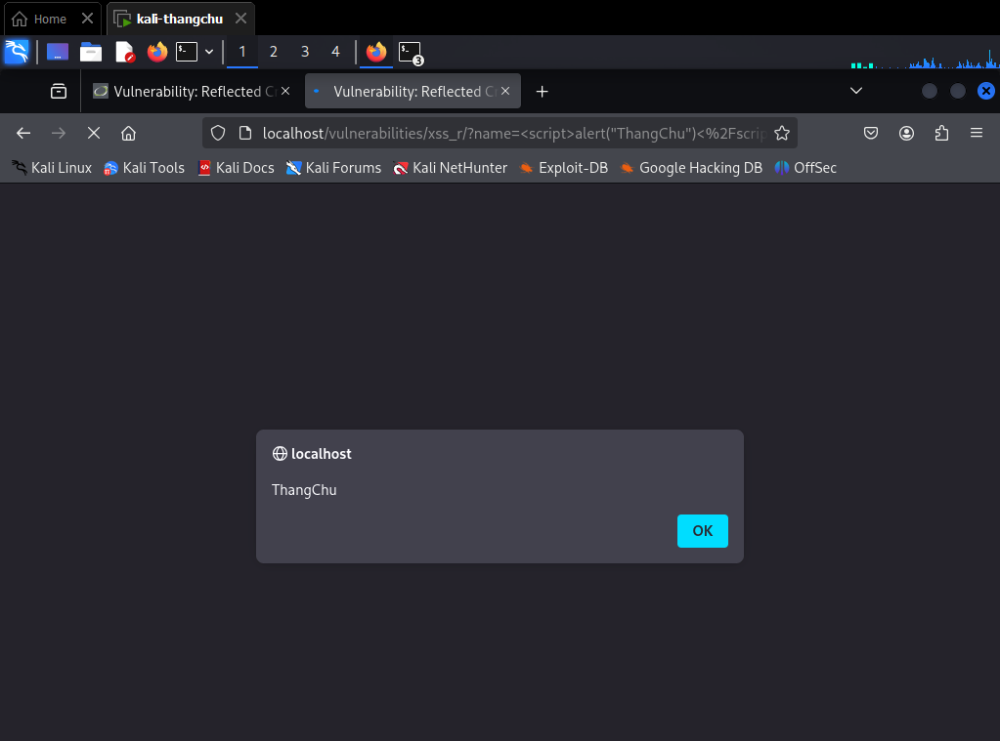 Home kali-thangchu
1 2 3 4 3
Vulnerability: Reflected C Vulnerability: Reflected C
localhost/vulnerabilities/xss_r/?name=<script>alert("ThangChu")<%2Fscrip
Kali Linux Kali Tools Kali Docs Kali Forums Kali NetHunter Exploit-DB Google Hacking DB OffSec
localhost
ThangChu
OK